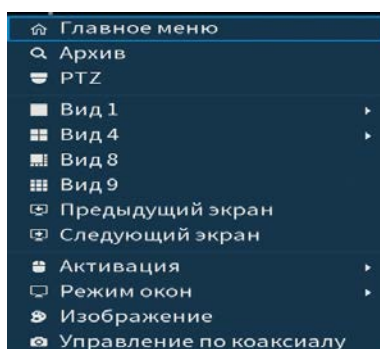 Главное меню
Архив
PTZ
Вид 1
Вид 4
Вид 8
Вид 9
Предыдущий экран
Следующий экран
Активация
Режим окон
Изображение
Управление по коаксиалу